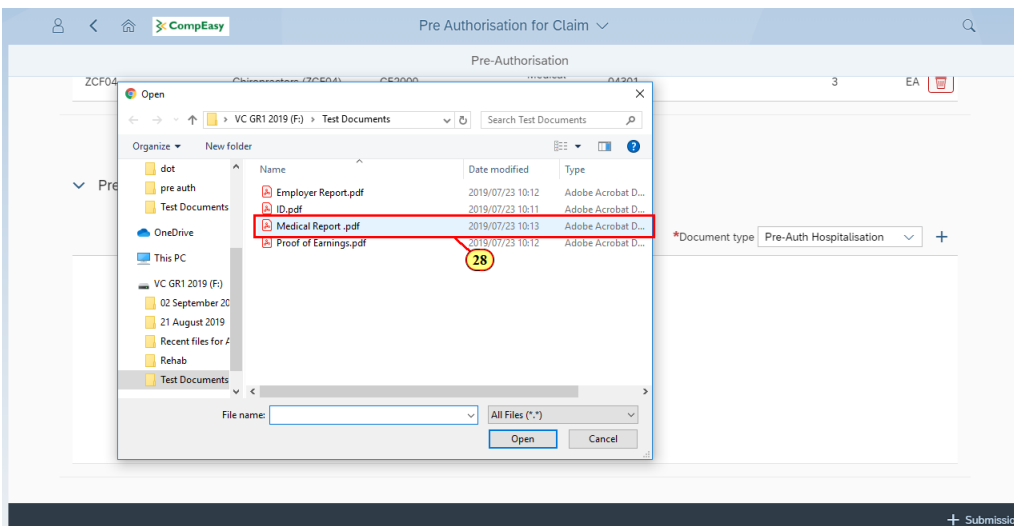 CompEasy
Pre Authorisation for Claim
Pre-Authorisation
ZCF04 Chiropractors (ZCF04) CF2000 Medical 04301 3 EA
Open
VC GR1 2019 (F:) › Test Documents
Search Test Documents
Organize
New folder
Name Date modified Type
Employer Report.pdf 2019/07/23 10:12 Adobe Acrobat D...
ID.pdf 2019/07/23 10:11 Adobe Acrobat D...
Medical Report .pdf 2019/07/23 10:13 Adobe Acrobat D...
Proof of Earnings.pdf 2019/07/23 10:12 Adobe Acrobat D...
28
dot
pre auth
Test Documents
OneDrive
This PC
VC GR1 2019 (F:)
02 September 20
21 August 2019
Recent files for A
Rehab
Test Documents
Pre
*Document type Pre-Auth Hospitalisation
File name:
All Files (*.*)
Open Cancel
+ Submissio